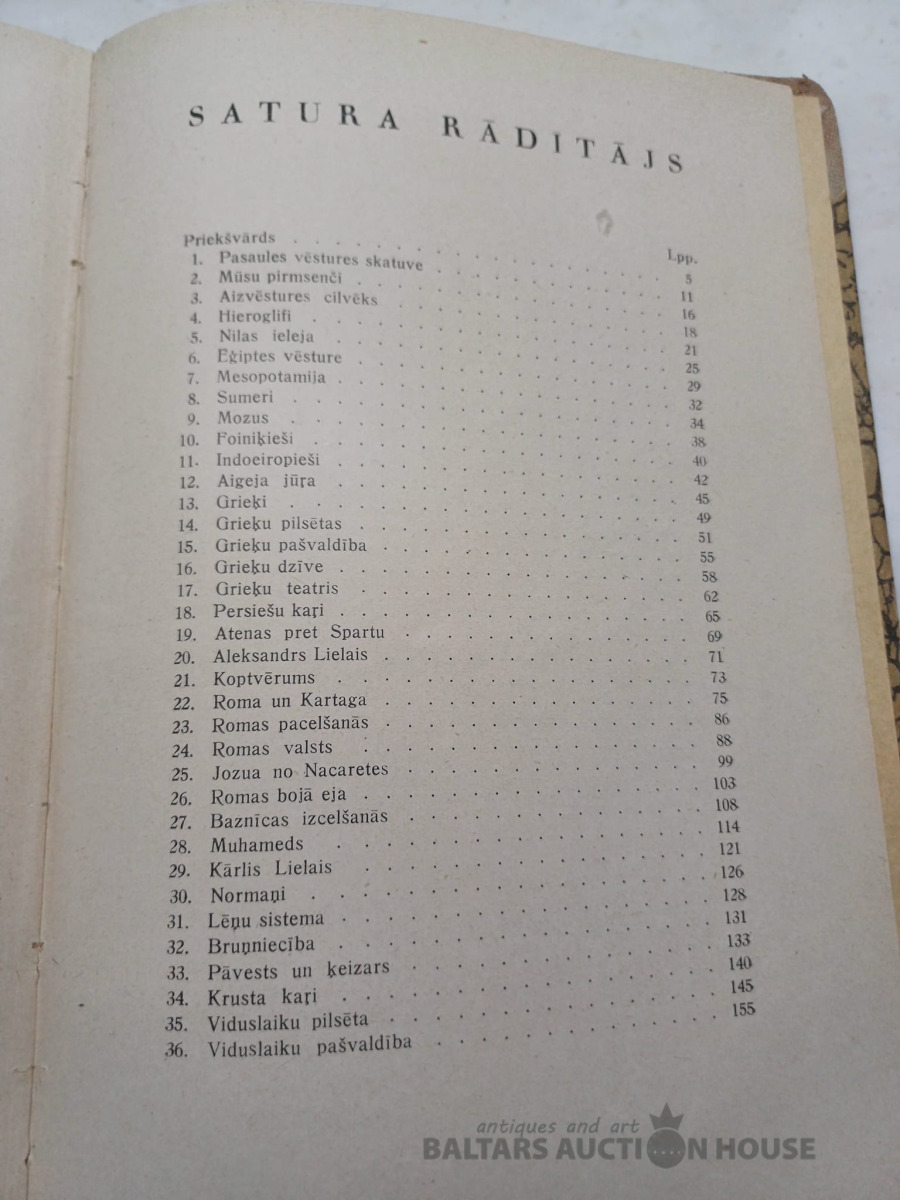 SATURA RĀDĪTĀJS
Lpp.
Priekšvārds . . . . . . . . . . 5
1. Pasaules vēstures skatuve . . . . . . . . . . 11
2. Mūsu pirmsenči . . . . . . . . . . 16
3. Aizvēstures cilvēks . . . . . . . . . . 18
4. Hieroglifi . . . . . . . . . . 21
5. Nilas ieleja . . . . . . . . . . 25
6. Eģiptes vēsture . . . . . . . . . . 29
7. Mesopotamija . . . . . . . . . . 32
8. Sumeri . . . . . . . . . . 34
9. Mozus . . . . . . . . . . 38
10. Foiniķieši . . . . . . . . . . 40
11. Indoeiropieši . . . . . . . . . . 42
12. Aigeja jūra . . . . . . . . . . 45
13. Grieķi . . . . . . . . . . 49
14. Grieķu pilsētas . . . . . . . . . . 51
15. Grieķu pašvaldība . . . . . . . . . . 55
16. Grieķu dzīve . . . . . . . . . . 58
17. Grieķu teatris . . . . . . . . . . 62
18. Persiešu kaŗi . . . . . . . . . . 65
19. Atenas pret Spartu . . . . . . . . . . 69
20. Aleksandrs Lielais . . . . . . . . . . 71
21. Koptvērums . . . . . . . . . . 73
22. Roma un Kartaga . . . . . . . . . . 75
23. Romas pacelšanās . . . . . . . . . . 86
24. Romas valsts . . . . . . . . . . 88
25. Jozua no Nacaretes . . . . . . . . . . 99
26. Romas bojā eja . . . . . . . . . . 103
27. Baznīcas izcelšanās . . . . . . . . . . 108
28. Muhameds . . . . . . . . . . 114
29. Kārlis Lielais . . . . . . . . . . 121
30. Normaņi . . . . . . . . . . 126
31. Lēņu sistema . . . . . . . . . . 128
32. Bruņniecība . . . . . . . . . . 131
33. Pāvests un ķeizars . . . . . . . . . . 133
34. Krusta kaŗi . . . . . . . . . . 140
35. Viduslaiku pilsēta . . . . . . . . . . 145
36. Viduslaiku pašvaldība . . . . . . . . . . 155
antiques and art
BALTARS AUCTION HOUSE